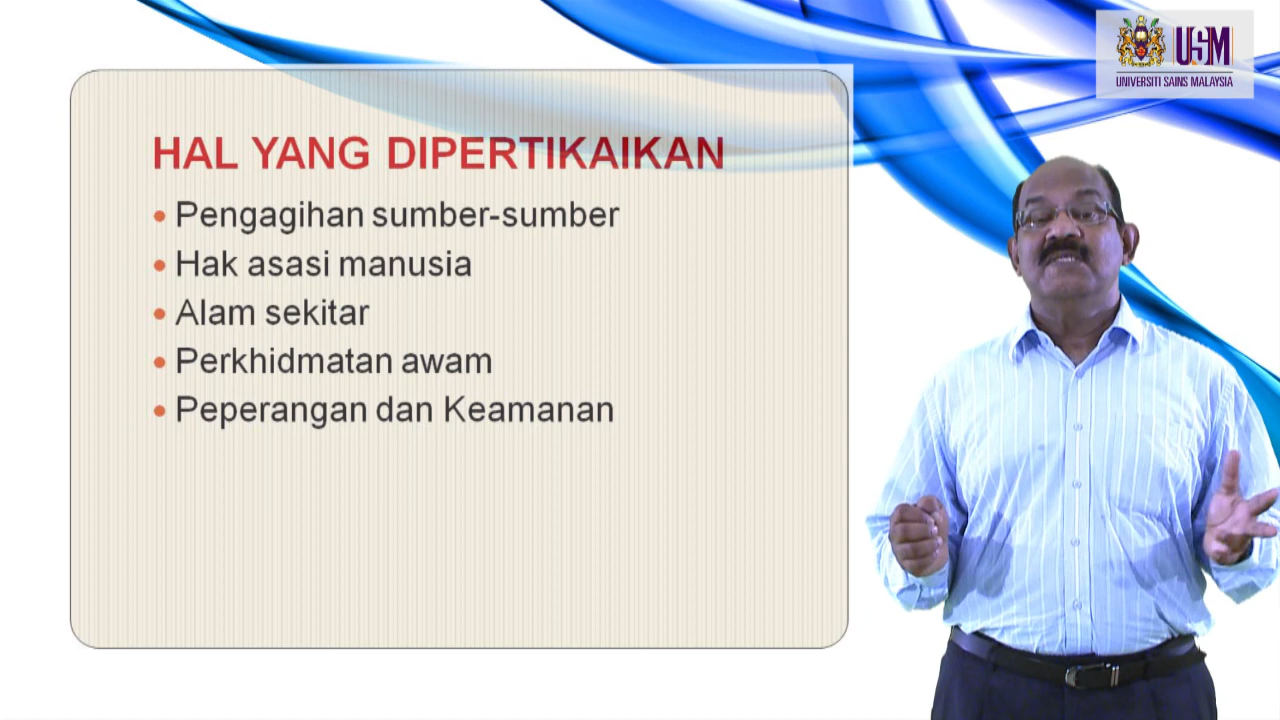 USM
UNIVERSITI SAINS MALAYSIA
HAL YANG DIPERTIKAIKAN
• Pengagihan sumber-sumber
• Hak asasi manusia
• Alam sekitar
• Perkhidmatan awam
• Peperangan dan Keamanan